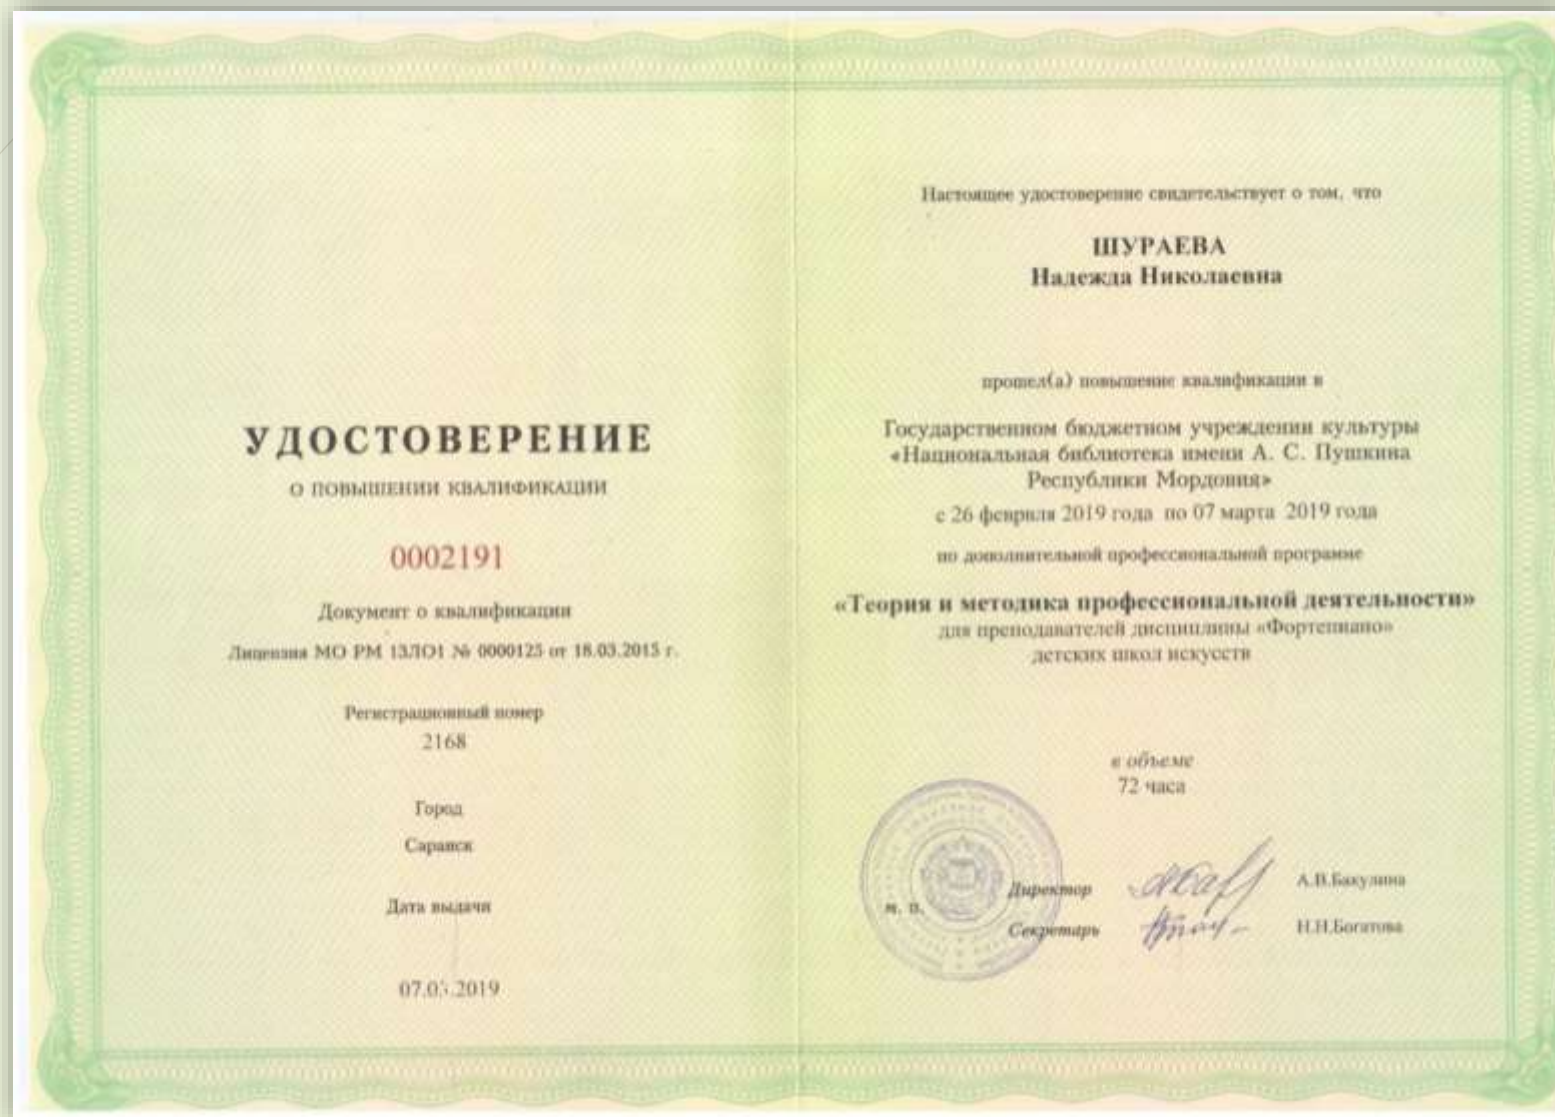 УДОСТОВЕРЕНИЕ
О ПОВЫШЕНИИ КВАЛИФИКАЦИИ
0002191
Документ о квалификации
Лицензия МО РМ 13Л01 № 0000125 от 18.03.2015 г.
Регистрационный номер
2168
Город
Саранск
Дата выдачи
07.03.2019
Настоящее удостоверение свидетельствует о том, что
ШУРАЕВА
Надежда Николаевна
прошел(а) повышение квалификации в
Государственном бюджетном учреждении культуры
«Национальная библиотека имени А. С. Пушкина
Республики Мордовия»
с 26 февраля 2019 года по 07 марта 2019 года
по дополнительной профессиональной программе
«Теория и методика профессиональной деятельности»
для преподавателей дисциплины «Фортепиано»
детских школ искусств
в объеме
72 часа
Директор А.В.Бакулина
м. п.
Секретарь Н.Н.Богатова